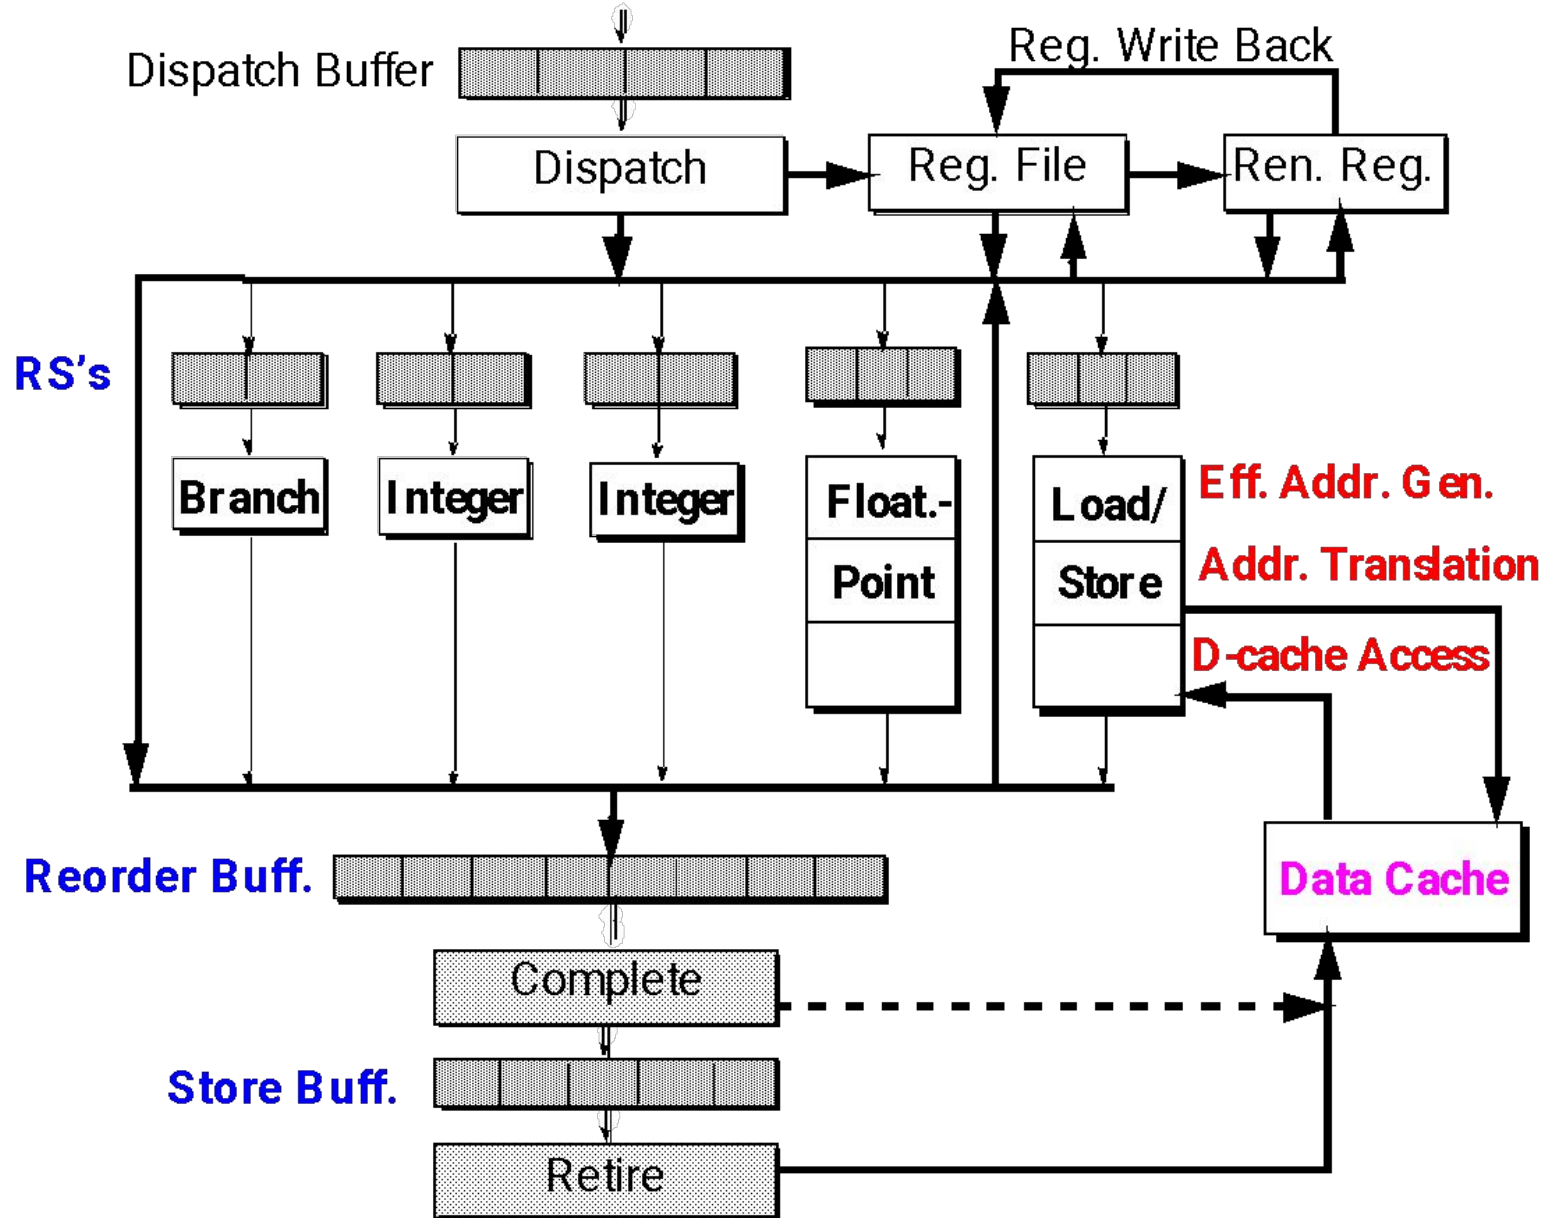 Reg. Write Back
Dispatch Buffer
Dispatch
Reg. File
Ren. Reg.
RS's
Branch
Integer
Integer
Float.-
Point
Load/
Store
Eff. Addr. Gen.
Addr. Translation
D-cache Access
Reorder Buff.
Data Cache
Complete
Store Buff.
Retire